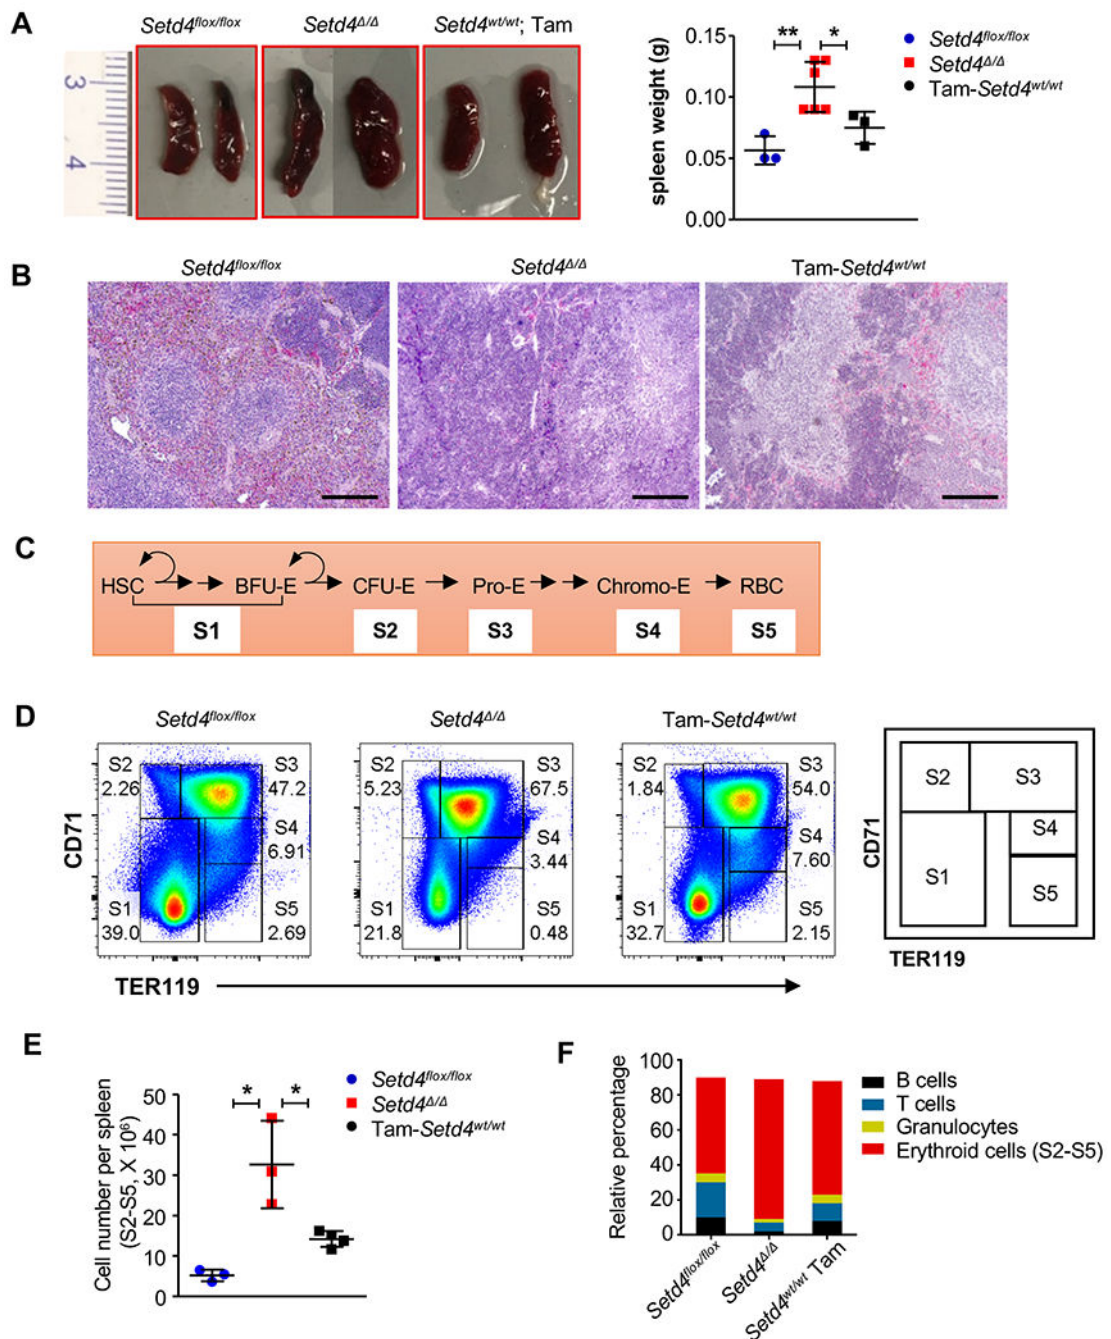 A
Setd4flox/flox
Setd4Δ/Δ
Setd4wt/wt; Tam
3
4
spleen weight (g)
0.15
0.10
0.05
0.00
**
*
Setd4flox/flox
Setd4Δ/Δ
Tam-Setd4wt/wt
B
Setd4flox/flox
Setd4Δ/Δ
Tam-Setd4wt/wt
C
HSC
BFU-E
CFU-E
Pro-E
Chromo-E
RBC
S1
S2
S3
S4
S5
D
Setd4flox/flox
Setd4Δ/Δ
Tam-Setd4wt/wt
CD71
S2
2.26
S3
47.2
S4
6.91
S1
39.0
S5
2.69
S2
5.23
S3
67.5
S4
3.44
S1
21.8
S5
0.48
S2
1.84
S3
54.0
S4
7.60
S1
32.7
S5
2.15
TER119
CD71
S2
S3
S4
S1
S5
TER119
E
Cell number per spleen
(S2-S5, X 10⁶)
50
40
30
20
10
0
*
*
Setd4flox/flox
Setd4Δ/Δ
Tam-Setd4wt/wt
F
Relative percentage
100
80
60
40
20
0
Setd4flox/flox
Setd4Δ/Δ
Setd4wt/wt Tam
B cells
T cells
Granulocytes
Erythroid cells (S2-S5)